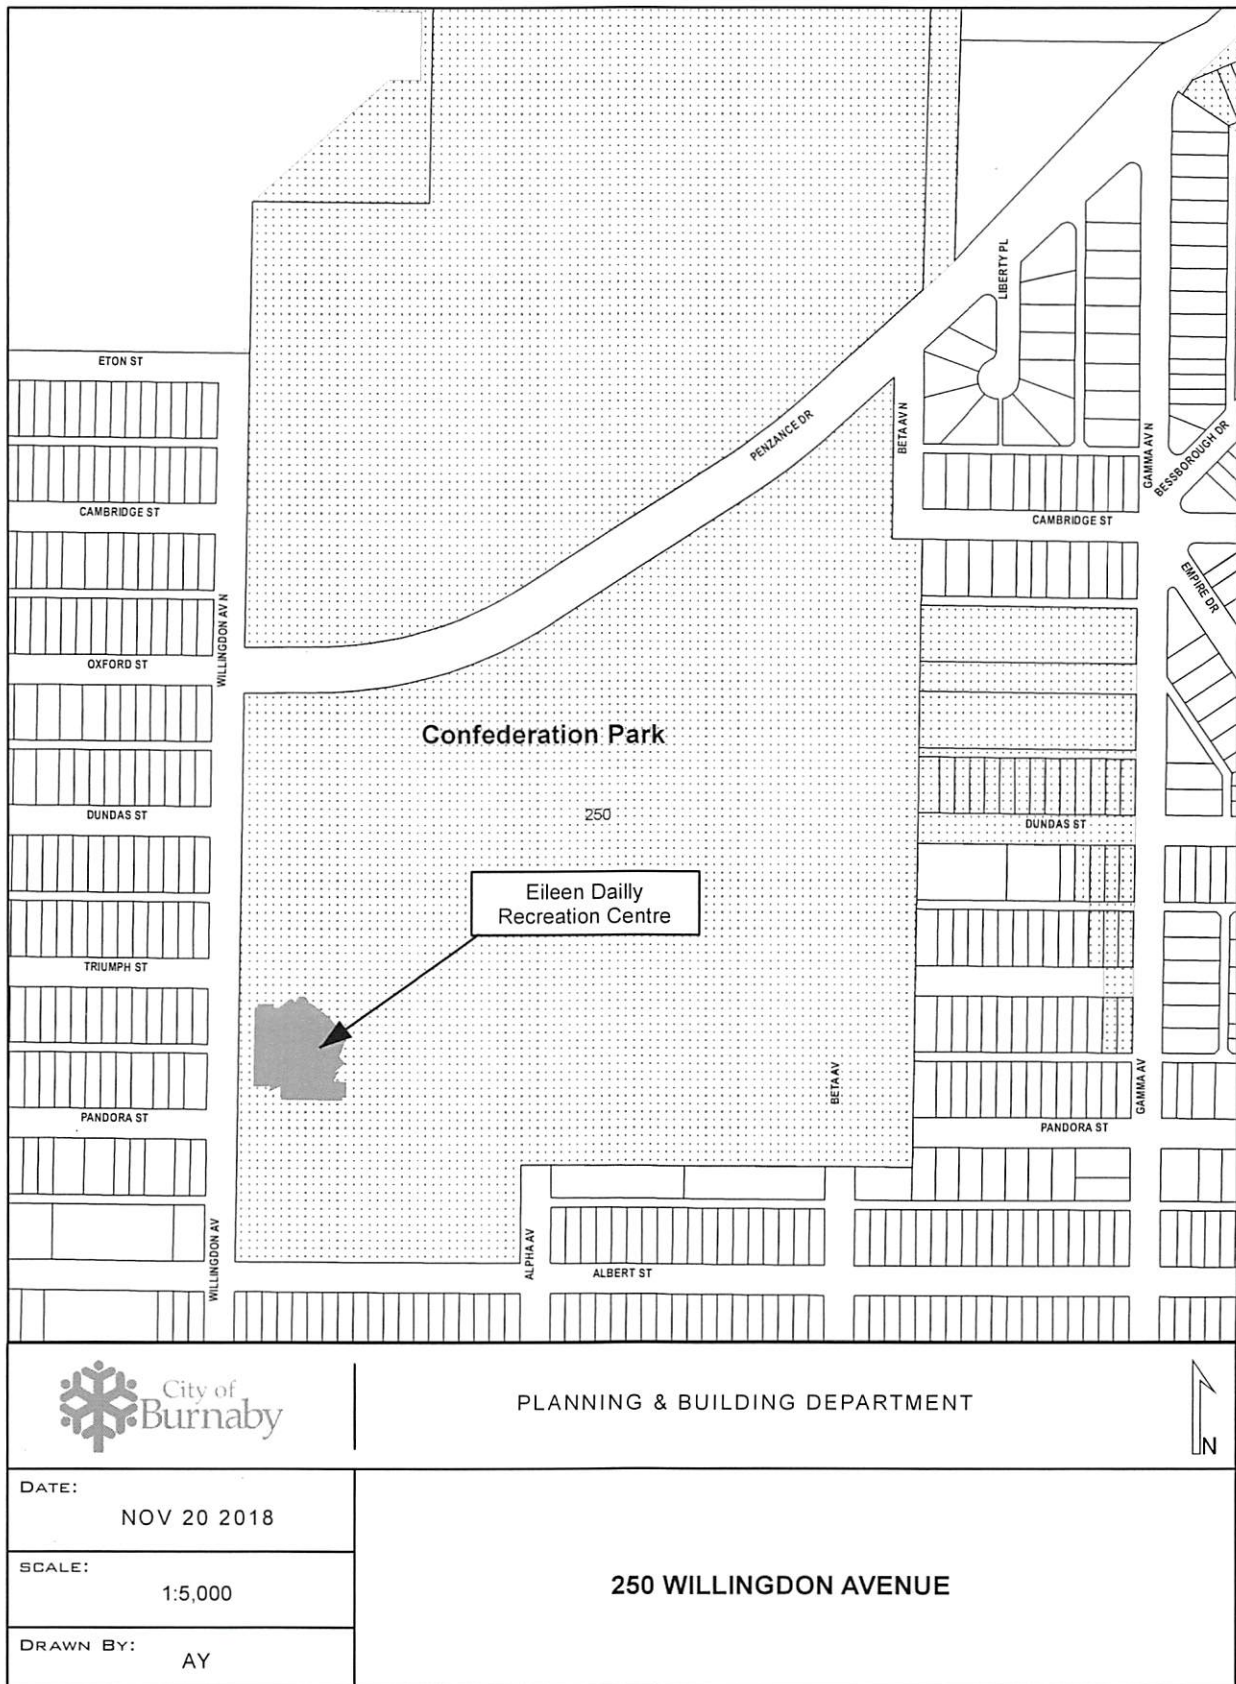 LIBERTY PL
ETON ST
PENZANCE DR
BETA AV N
GAMMA AV N
BESSBOROUGH DR
CAMBRIDGE ST
CAMBRIDGE ST
EMPIRE DR
WILLINGDON AV N
OXFORD ST
Confederation Park
250
DUNDAS ST
DUNDAS ST
Eileen Dailly
Recreation Centre
TRIUMPH ST
BETA AV
GAMMA AV
PANDORA ST
PANDORA ST
WILLINGDON AV
ALPHA AV
ALBERT ST
City of
Burnaby
PLANNING & BUILDING DEPARTMENT
N
DATE:
NOV 20 2018
SCALE:
1:5,000
DRAWN BY:
AY
250 WILLINGDON AVENUE